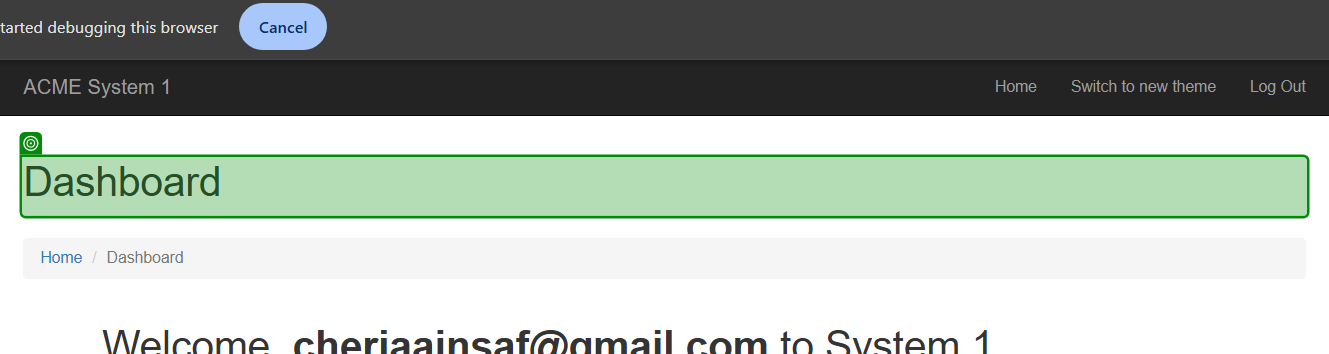 tarted debugging this browser Cancel
ACME System 1 Home Switch to new theme Log Out
Dashboard
Home / Dashboard
Welcome, cheriaainsaf@gmail.com to System 1